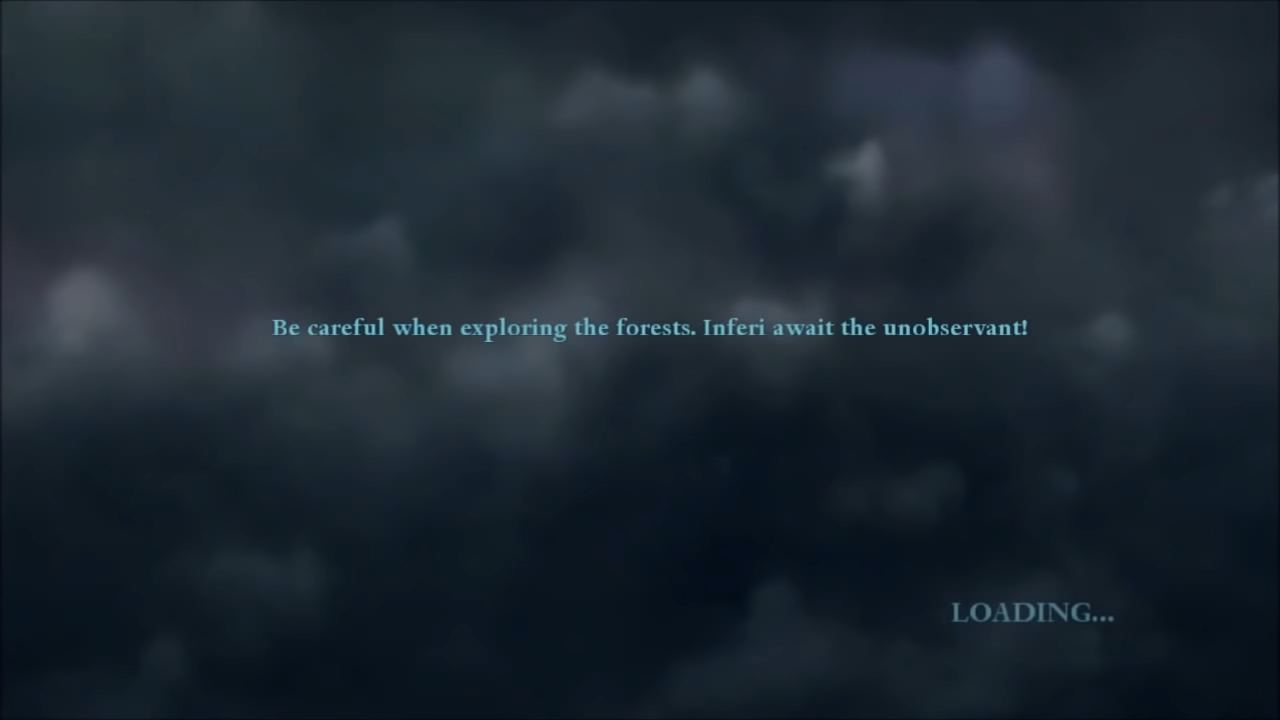 Be careful when exploring the forests. Inferi await the unobservant!
LOADING...